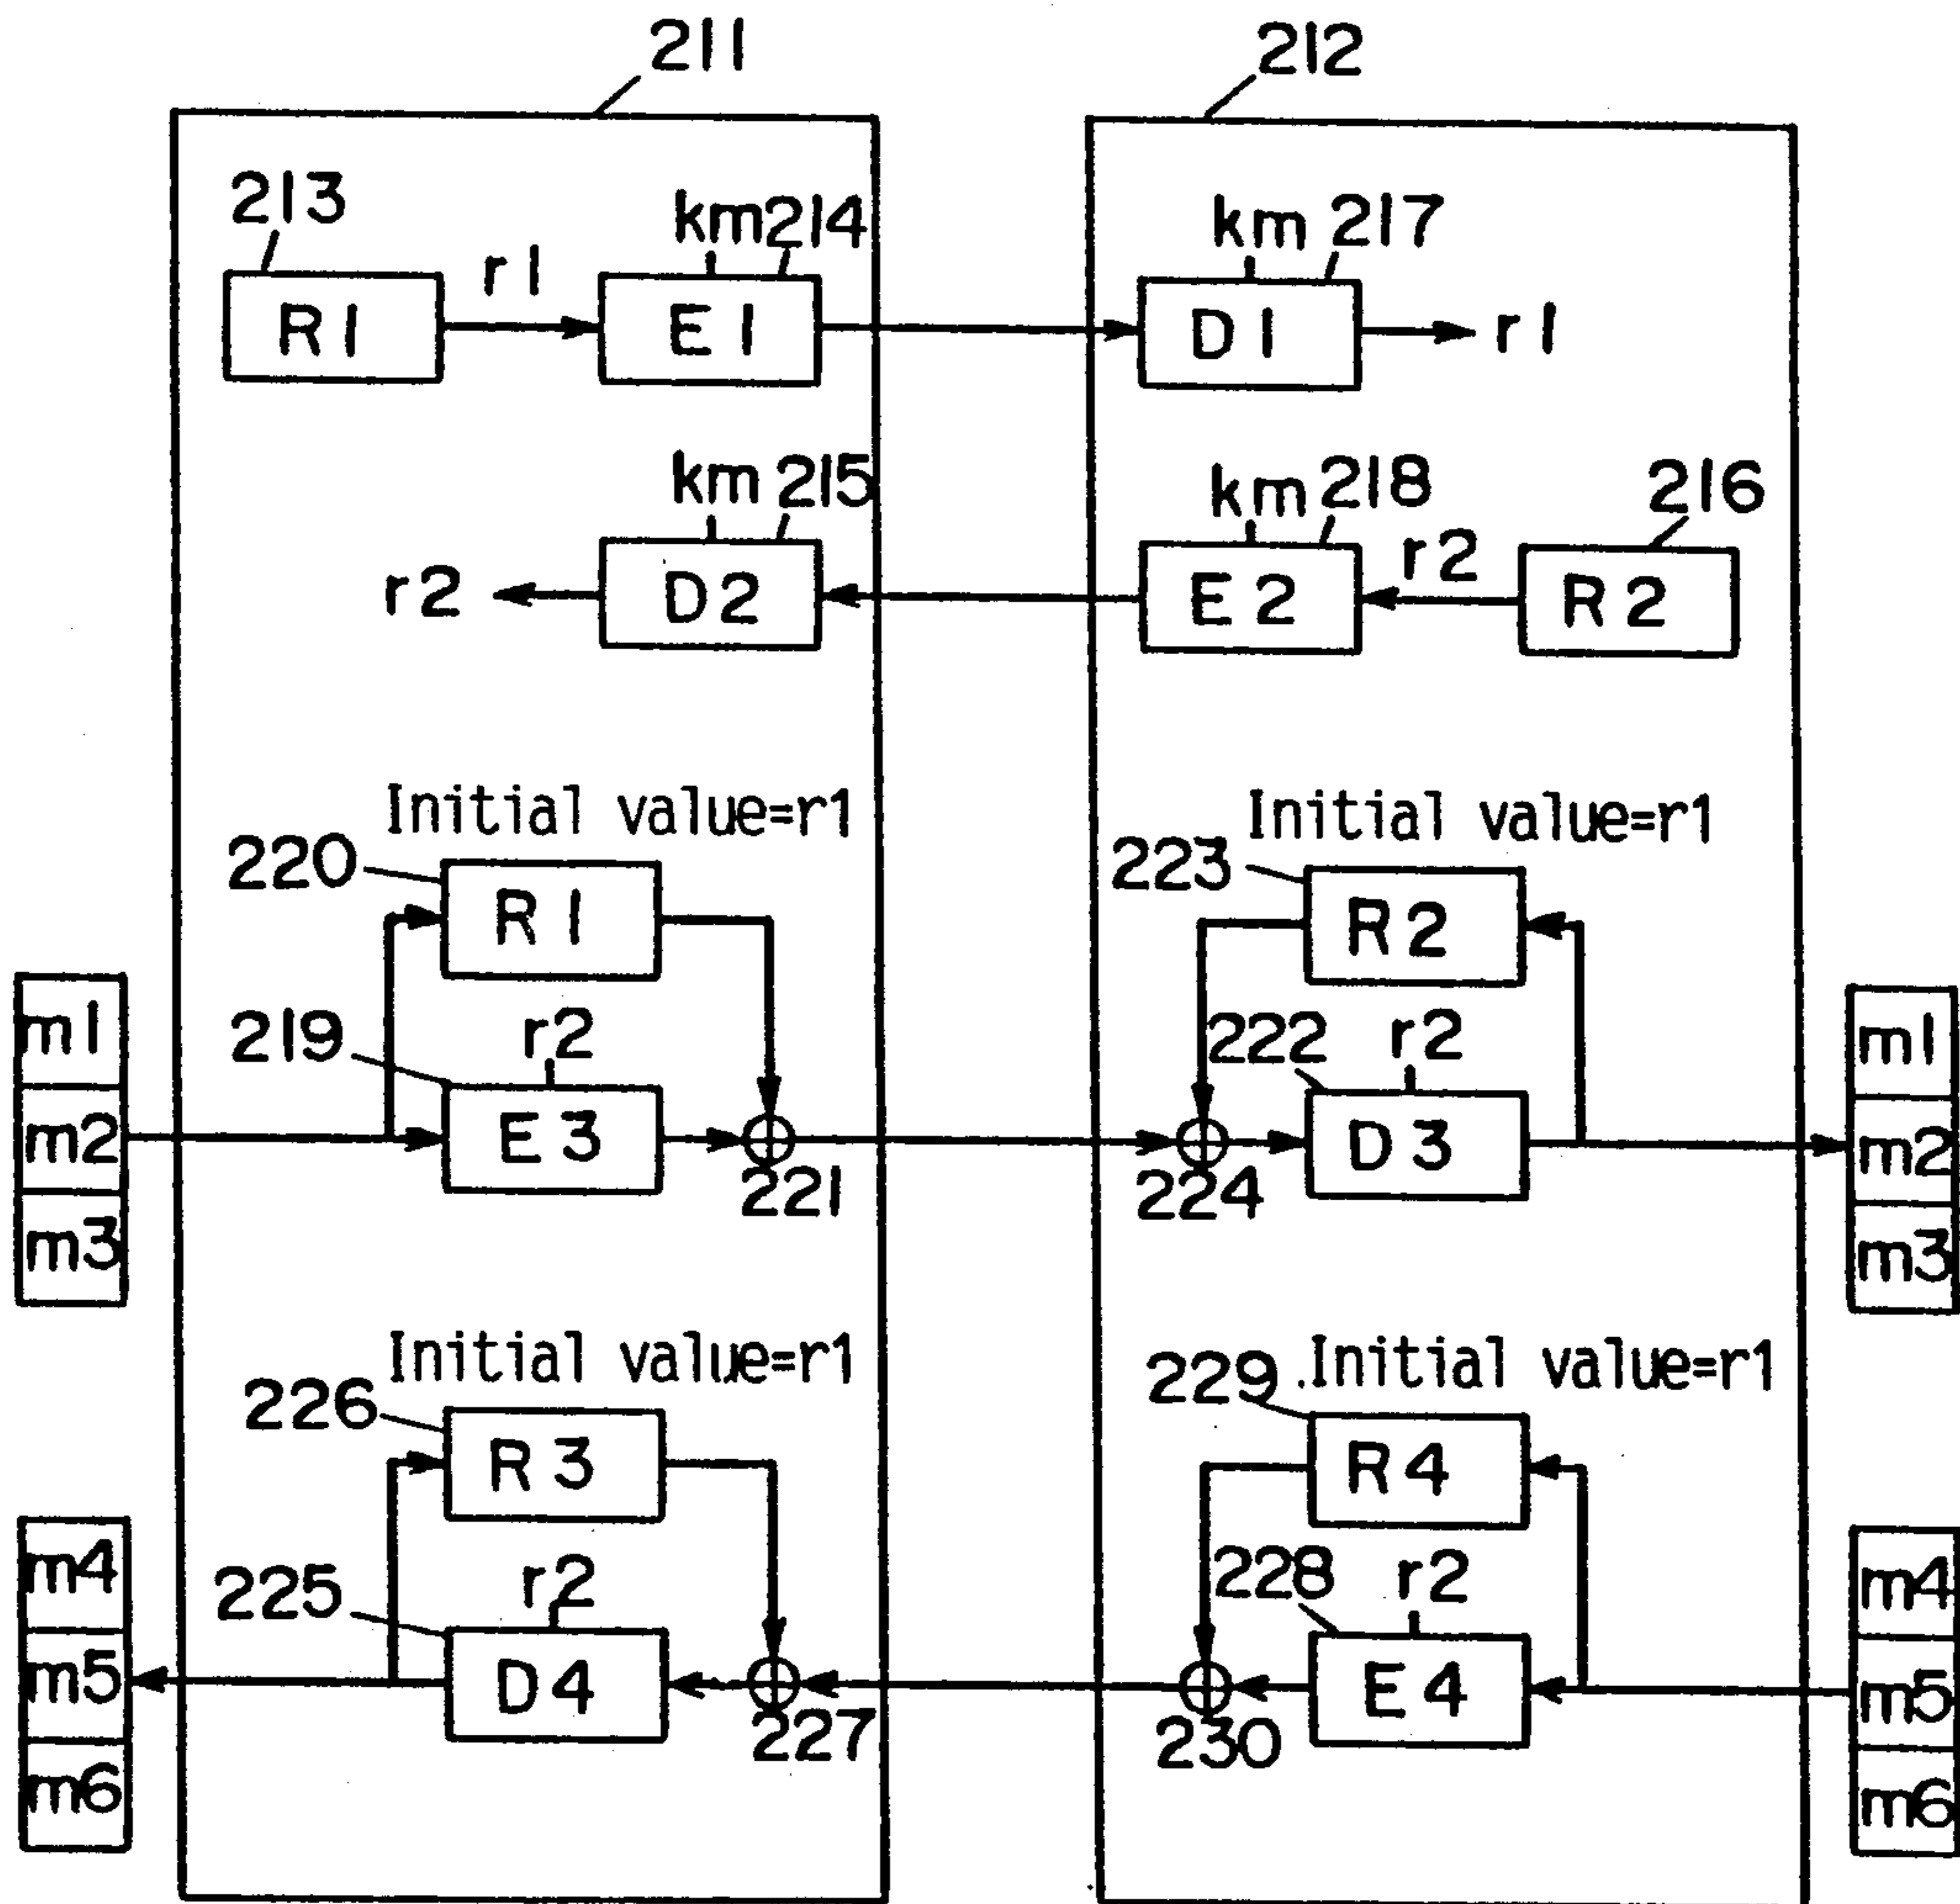 211
212
213
km 214
km 217
r1
R1
E1
D1
r1
km 215
km 218
216
r2
r2
D2
E2
R2
Initial value=r1
Initial value=r1
220
223
R1
R2
m1
m1
219
r2
222
r2
m2
E3
D3
m2
221
224
m3
m3
Initial value=r1
229
Initial value=r1
226
R3
R4
m4
m4
225
r2
228
r2
m5
D4
E4
m5
227
230
m6
m6